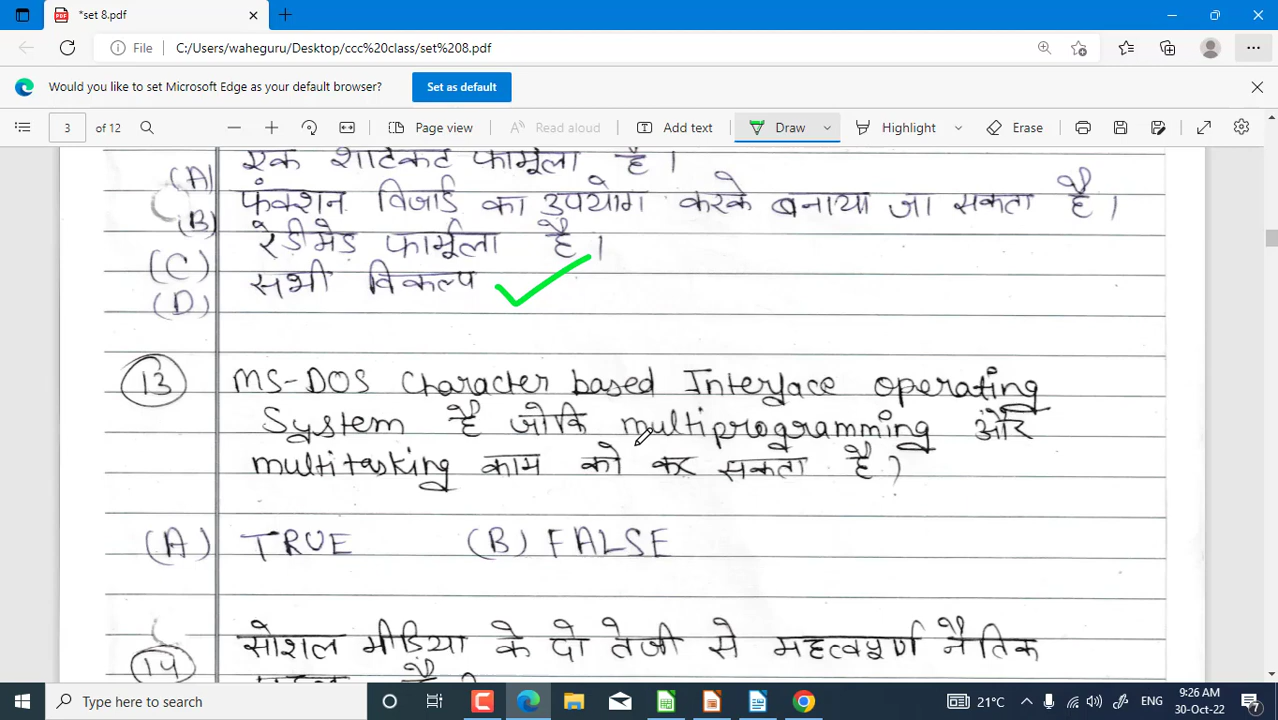 *set 8.pdf
File C:/Users/waheguru/Desktop/ccc%20class/set%208.pdf
Would you like to set Microsoft Edge as your default browser? Set as default
3 of 12 Page view Read aloud Add text Draw Highlight Erase
(A) एक शार्टकट फार्मूला है।
(B) फंक्शन विजार्ड का उपयोग करके बनाया जा सकता है।
(C) रेडीमेड फार्मूला है।
(D) सभी विकल्प
13 MS-DOS Character based Interface operating
System है जोकि multiprogramming और
multitasking काम को कर सकता है?
(A) TRUE (B) FALSE
14 सोशल मीडिया के दो तेजी से महत्वपूर्ण नैतिक
Type here to search 21°C ENG 9:26 AM
30-Oct-22 7